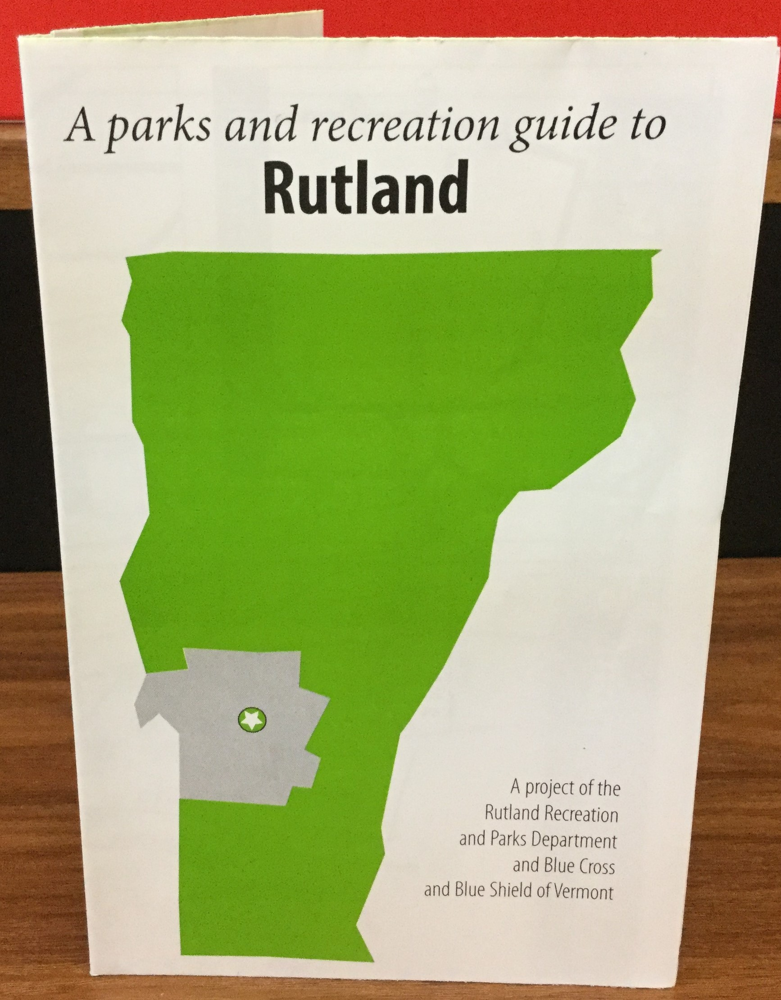 A parks and recreation guide to
Rutland
A project of the
Rutland Recreation
and Parks Department
and Blue Cross
and Blue Shield of Vermont